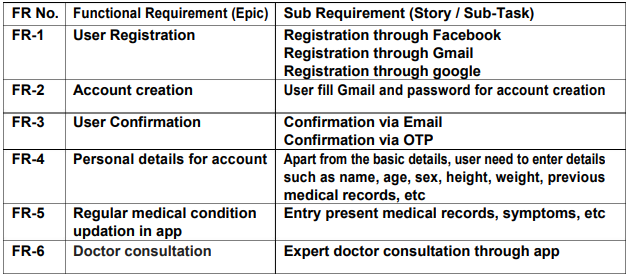 FR No. Functional Requirement (Epic) Sub Requirement (Story / Sub-Task)
FR-1 User Registration Registration through Facebook
Registration through Gmail
Registration through google
FR-2 Account creation User fill Gmail and password for account creation
FR-3 User Confirmation Confirmation via Email
Confirmation via OTP
FR-4 Personal details for account Apart from the basic details, user need to enter details
such as name, age, sex, height, weight, previous
medical records, etc
FR-5 Regular medical condition Entry present medical records, symptoms, etc
updation in app
FR-6 Doctor consultation Expert doctor consultation through app